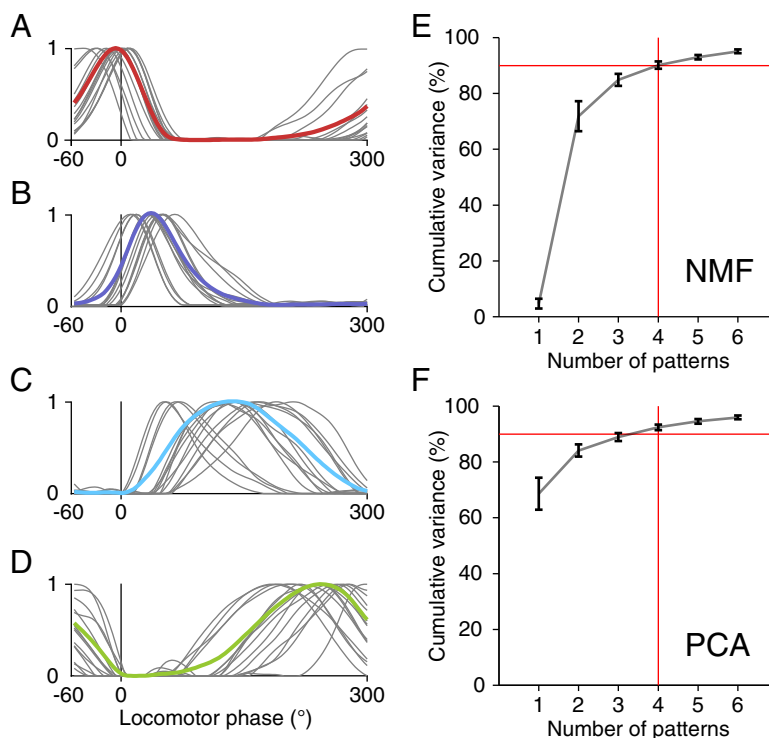 A
1
0
-60 0 300
B
1
0
-60 0 300
C
1
0
-60 0 300
D
1
0
-60 0 300
Locomotor phase (°)
E
100
80
60
40
20
0
Cumulative variance (%)
NMF
1 2 3 4 5 6
Number of patterns
F
100
80
60
40
20
0
Cumulative variance (%)
PCA
1 2 3 4 5 6
Number of patterns